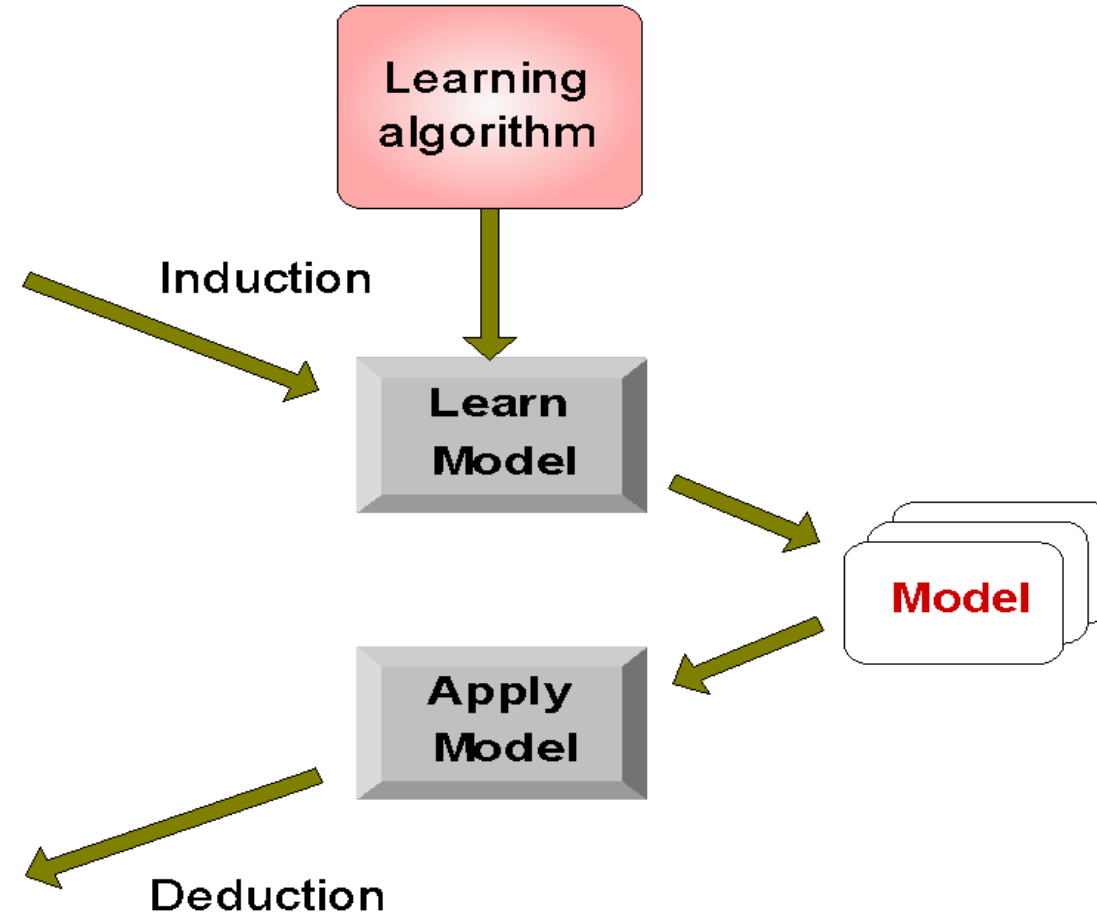 Learning
algorithm
Induction
Learn
Model
Model
Apply
Model
Deduction